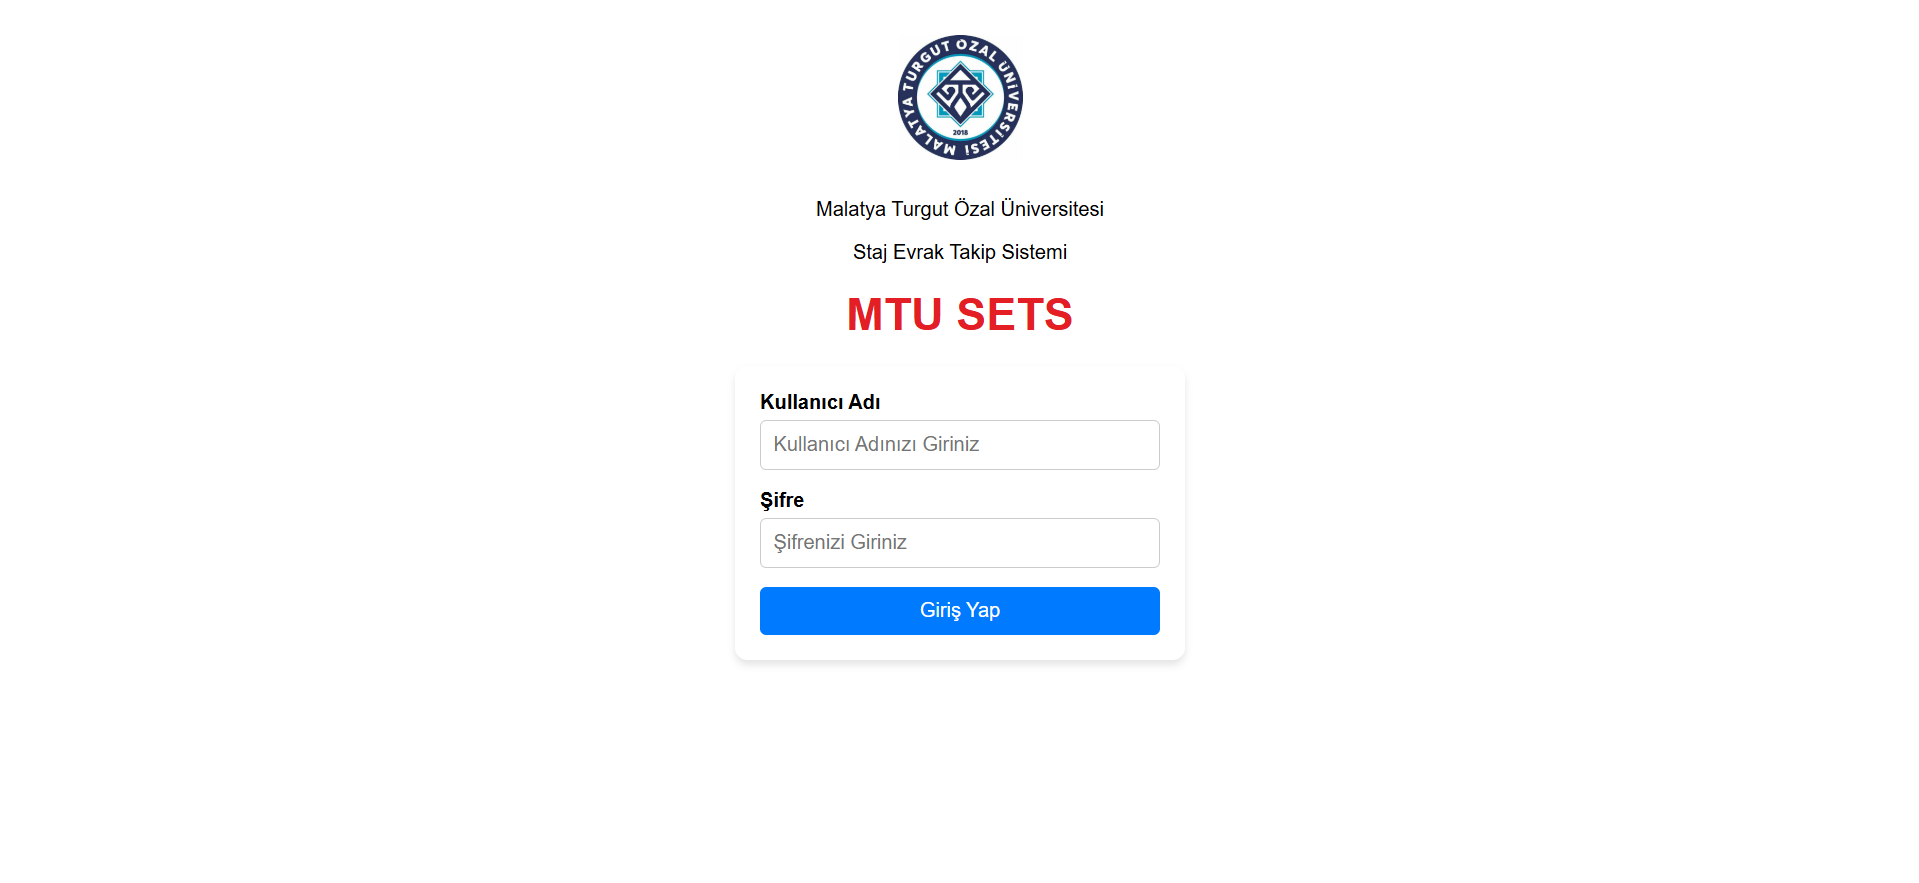 MALATYA TURGUT ÖZAL ÜNİVERSİTESİ
2018
Malatya Turgut Özal Üniversitesi
Staj Evrak Takip Sistemi
MTU SETS
Kullanıcı Adı
Kullanıcı Adınızı Giriniz
Şifre
Şifrenizi Giriniz
Giriş Yap